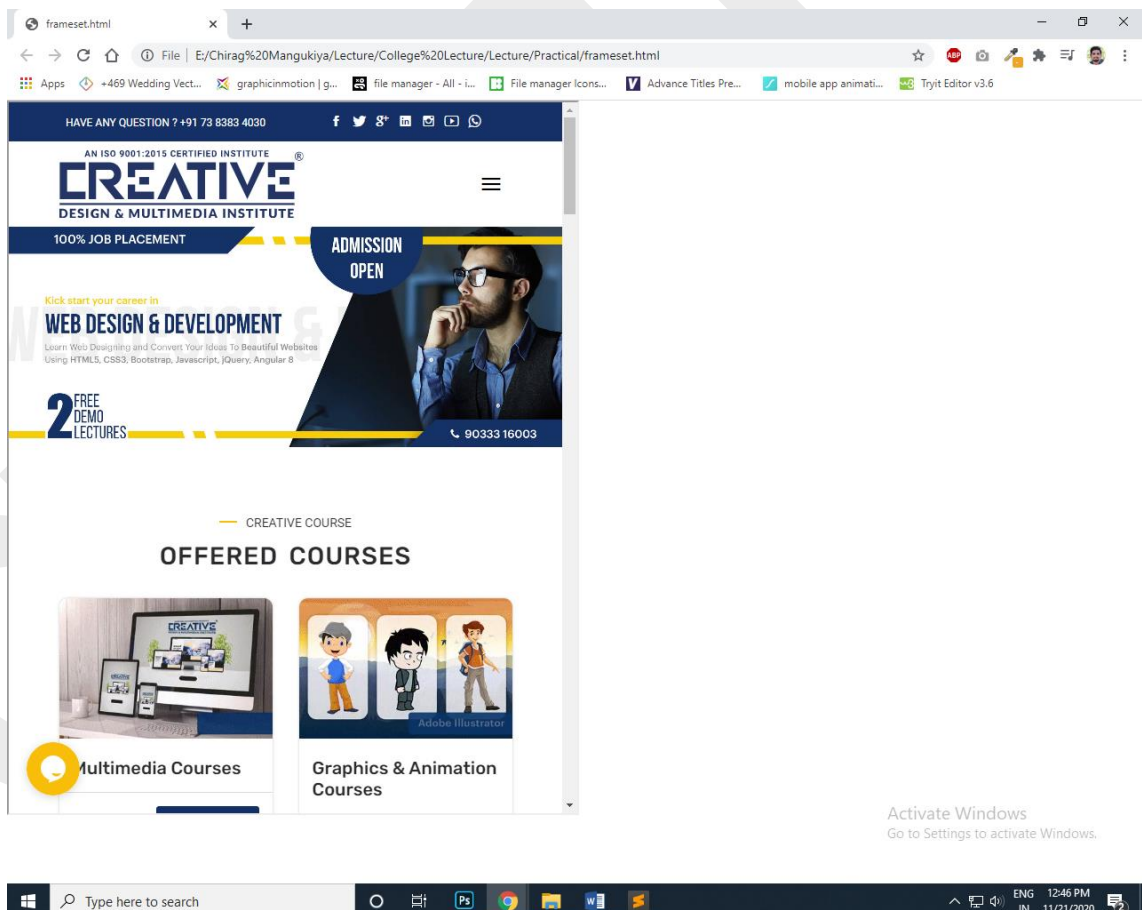 frameset.html
File | E:/Chirag%20Mangukiya/Lecture/College%20Lecture/Lecture/Practical/frameset.html
Apps +469 Wedding Vect... graphicinmotion | g... file manager - All - i... File manager Icons... Advance Titles Pre... mobile app animati... Tryit Editor v3.6
HAVE ANY QUESTION ? +91 73 8383 4030
AN ISO 9001:2015 CERTIFIED INSTITUTE
CREATIVE ®
DESIGN & MULTIMEDIA INSTITUTE
100% JOB PLACEMENT
ADMISSION
OPEN
Kick start your career in
WEB DESIGN & DEVELOPMENT
Learn Web Designing and Convert Your Ideas To Beautiful Websites
Using HTML5, CSS3, Bootstrap, Javascript, jQuery, Angular 8
2 FREE
DEMO
LECTURES
90333 16003
CREATIVE COURSE
OFFERED COURSES
CREATIVE
Adobe Illustrator
Multimedia Courses
Graphics & Animation
Courses
Activate Windows
Go to Settings to activate Windows.
Type here to search
ENG 12:46 PM
IN 11/21/2020
2